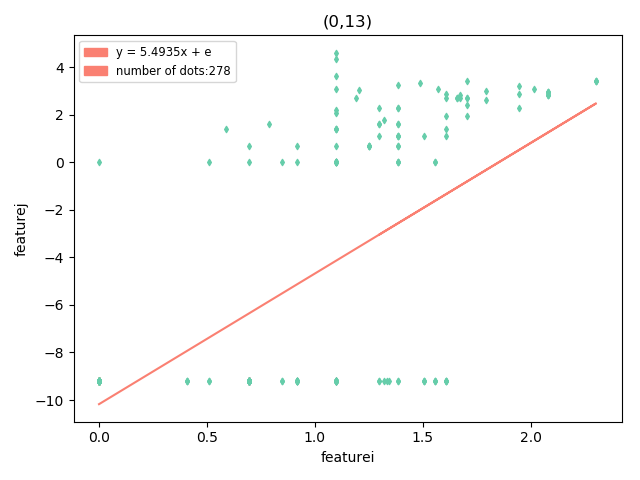 (0,13)
y = 5.4935x + e
number of dots:278
4
2
0
−2
−4
−6
−8
−10
featurej
0.0 0.5 1.0 1.5 2.0
featurei